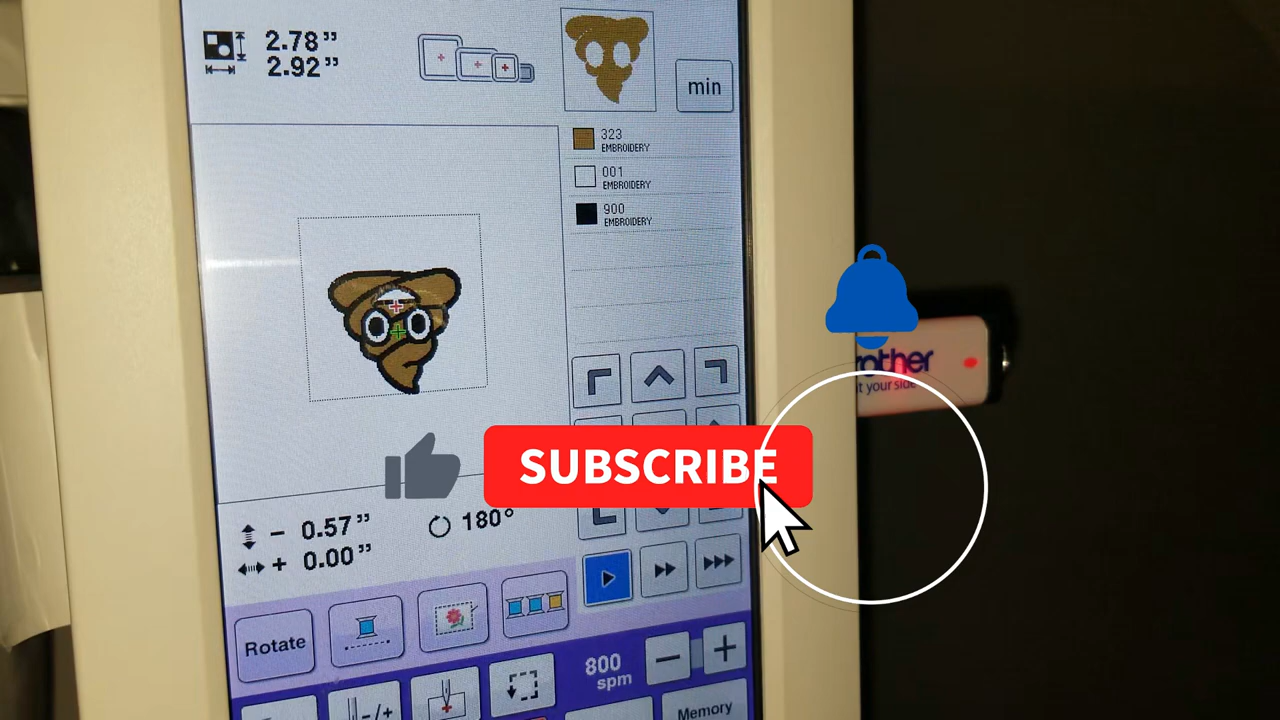 2.78"
2.92"
min
323
EMBROIDERY
001
EMBROIDERY
900
EMBROIDERY
rother
at your side
SUBSCRIBE
- 0.57"
+ 0.00"
180°
Rotate
800
spm
- +
-/+
Memory